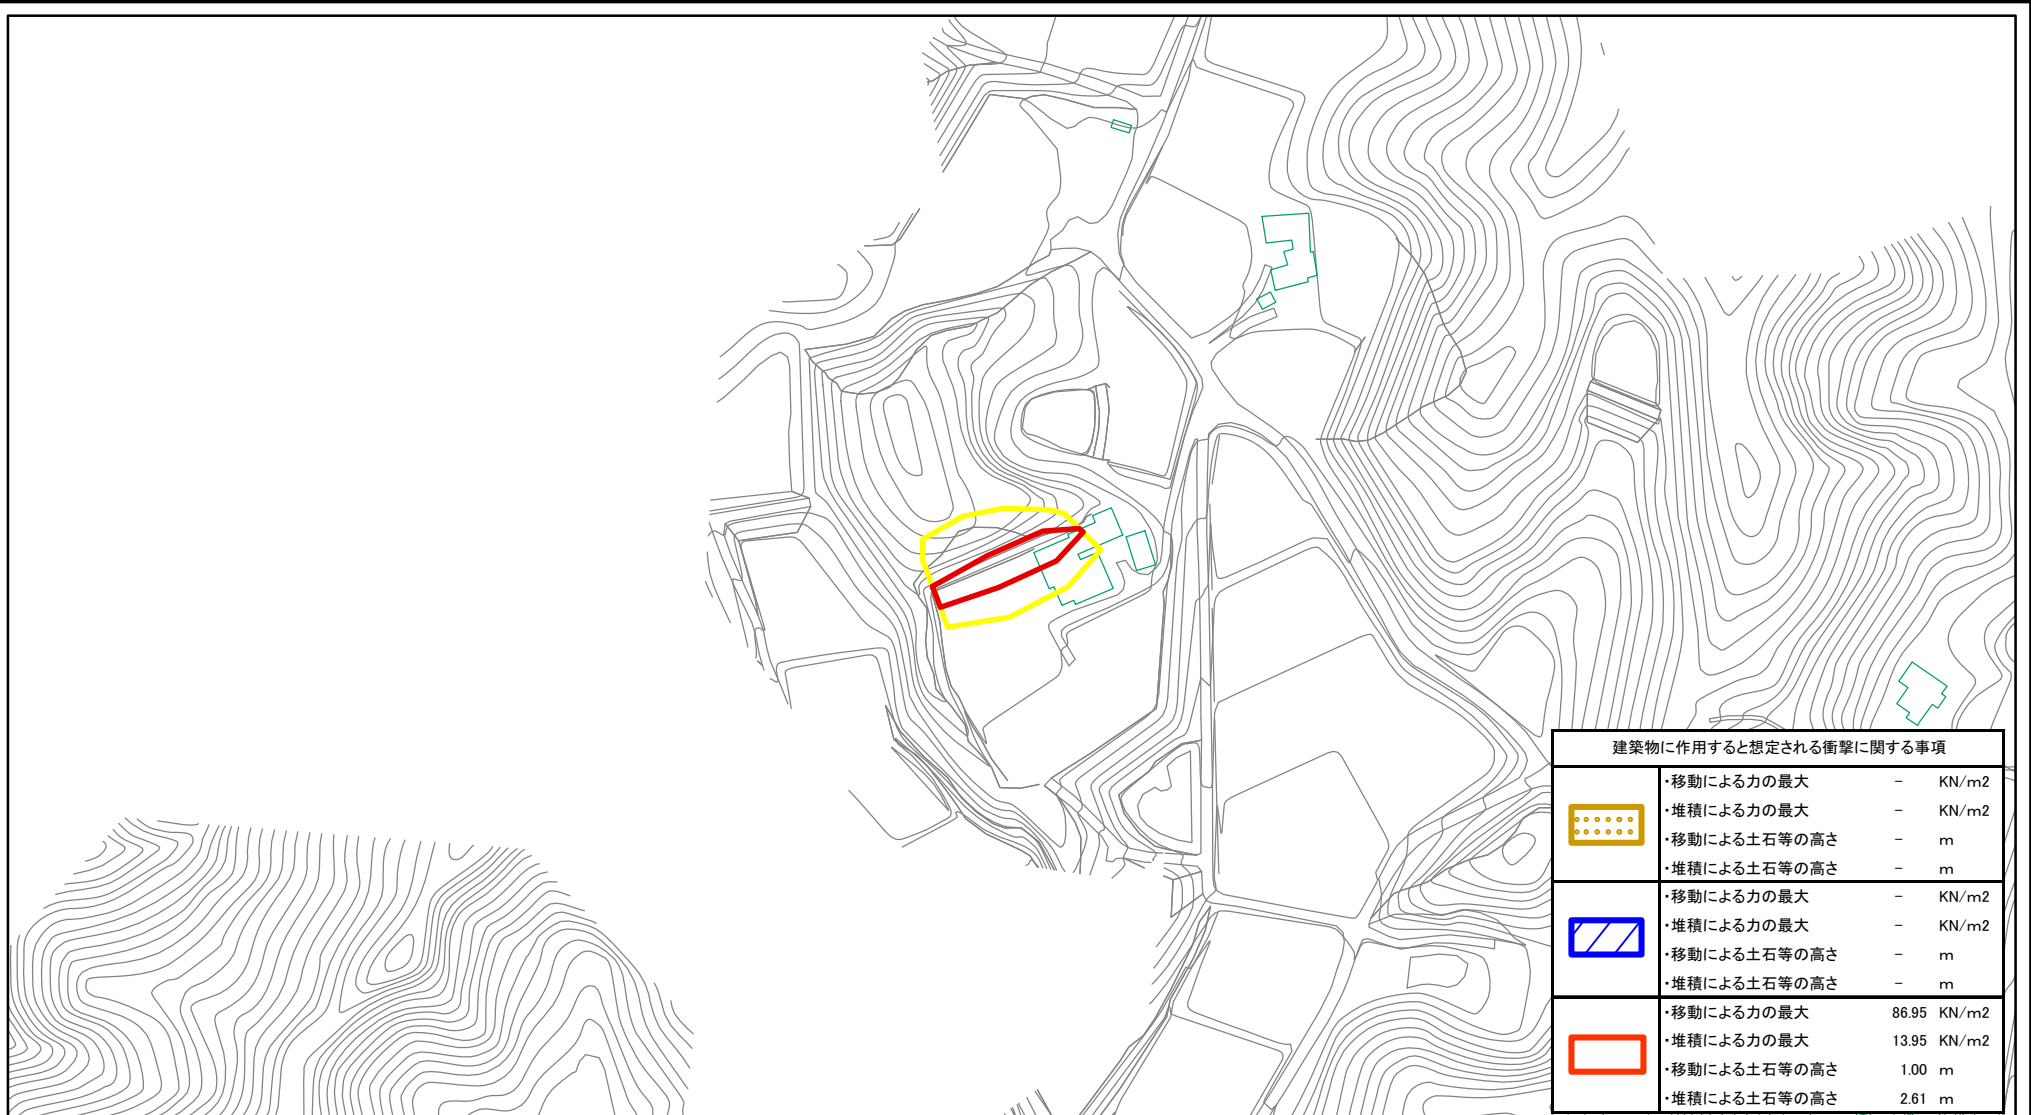 建築物に作用すると想定される衝撃に関する事項
・移動による力の最大 － KN/m2
・堆積による力の最大 － KN/m2
・移動による土石等の高さ － m
・堆積による土石等の高さ － m
・移動による力の最大 － KN/m2
・堆積による力の最大 － KN/m2
・移動による土石等の高さ － m
・堆積による土石等の高さ － m
・移動による力の最大 86.95 KN/m2
・堆積による力の最大 13.95 KN/m2
・移動による土石等の高さ 1.00 m
・堆積による土石等の高さ 2.61 m